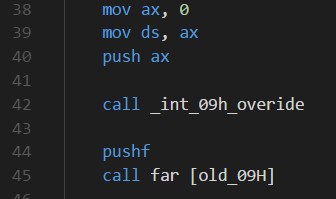 38 mov ax, 0
39 mov ds, ax
40 push ax
41
42 call _int_09h_overide
43
44 pushf
45 call far [old_09H]
46